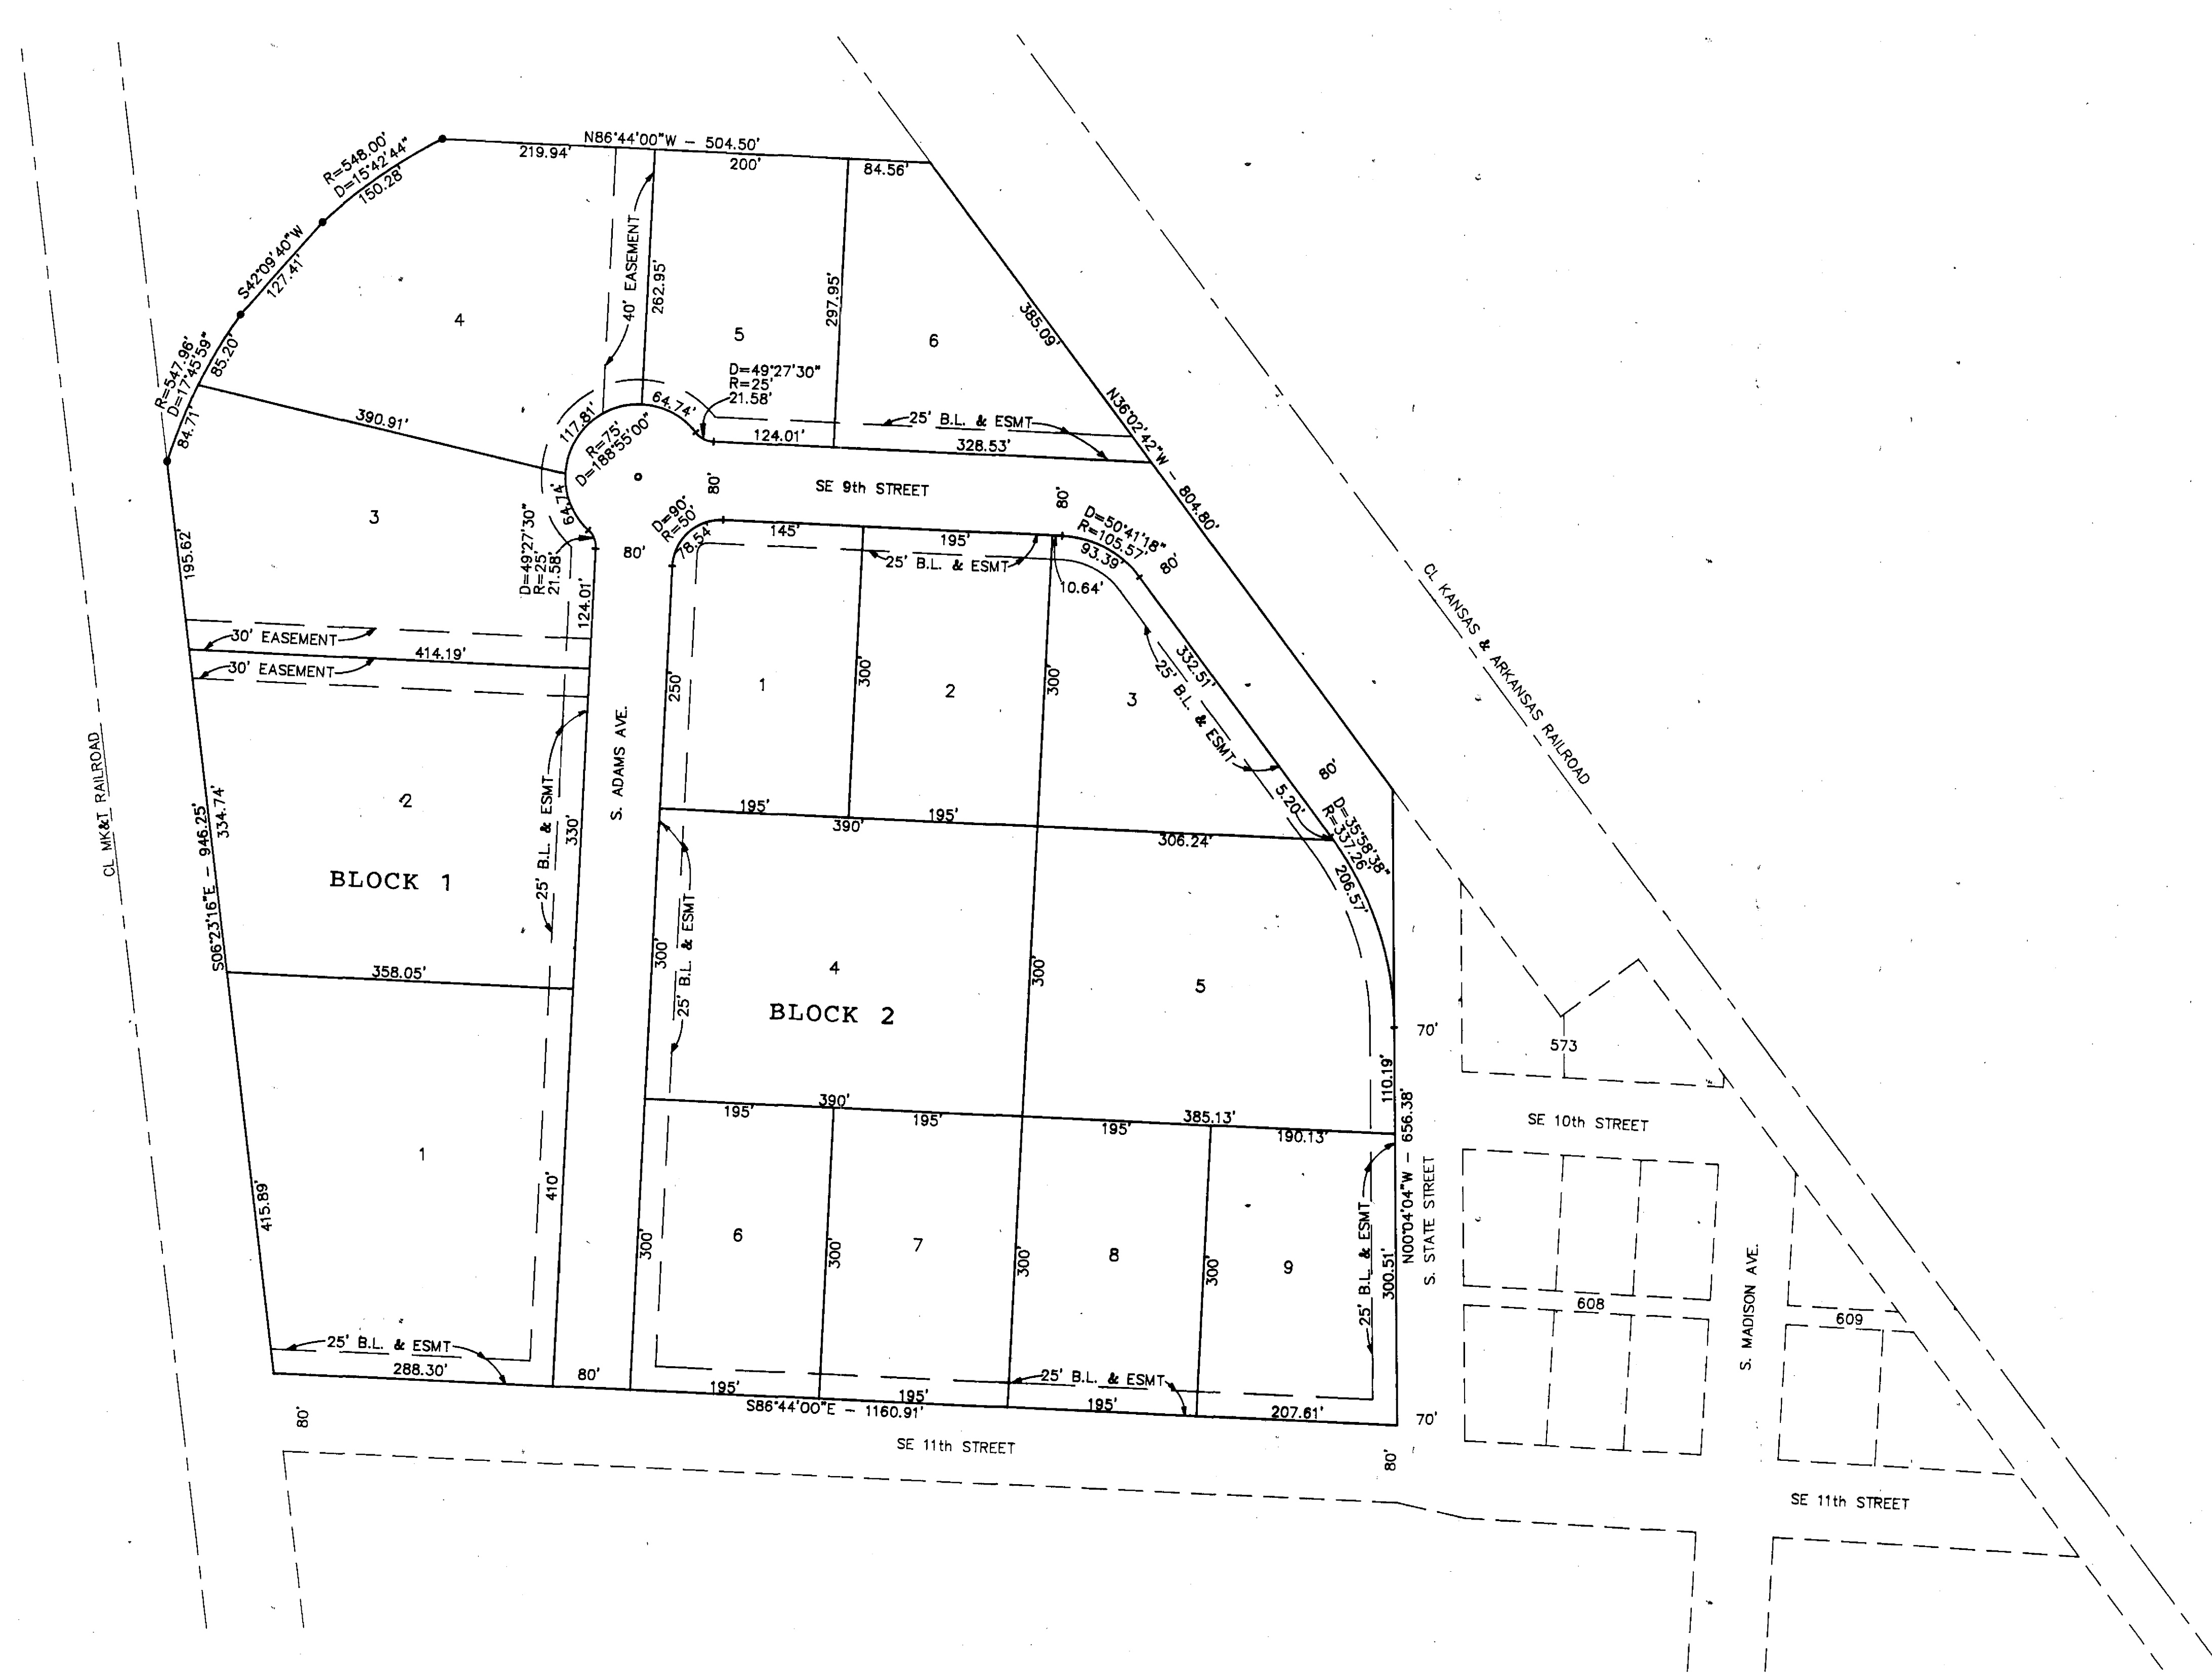 N86°44'00"W – 504.50'
219.94'
200'
84.56'
R=548.00'
D=15°42'44"
150.28'
S42°09'40"W
127.41'
R=547.96'
D=17°45'59"
85.20'
84.71'
4
40' EASEMENT
262.95'
5
297.95'
6
385.09'
N36°02'42"W – 804.80'
D=49°27'30"
R=25'
21.58'
390.91'
117.81'
64.74'
R=75'
D=188°55'00"
25' B.L. & ESMT
124.01'
328.53'
3
64.74'
SE 9th STREET
80'
80'
D=49°27'30"
R=25'
21.58'
80'
D=90°
R=50'
78.54'
145'
195'
25' B.L. & ESMT
D=50°41'18"
R=105.57'
93.39'
80'
10.64'
195.62'
124.01'
30' EASEMENT
414.19'
30' EASEMENT
250'
1
300'
2
300'
3
332.51'
25' B.L. & ESMT
CL KANSAS & ARKANSAS RAILROAD
CL MK&T RAILROAD
S. ADAMS AVE.
S06°23'16"E – 946.25'
334.74'
2
BLOCK 1
25' B.L. & ESMT
330'
195'
390'
195'
306.24'
5.20'
80'
D=35°58'38"
R=337.26'
206.57'
358.05'
300'
25' B.L. & ESMT
4
BLOCK 2
300'
5
70'
573
110.19'
1
415.89'
410'
390'
195'
195'
385.13'
195'
190.13'
SE 10th STREET
N00°04'04"W – 656.38'
S. STATE STREET
300'
6
300'
7
300'
8
300'
9
25' B.L. & ESMT
300.51'
608
S. MADISON AVE.
609
25' B.L. & ESMT
288.30'
80'
195'
195'
25' B.L. & ESMT
195'
207.61'
S86°44'00"E – 1160.91'
70'
80'
SE 11th STREET
80'
SE 11th STREET